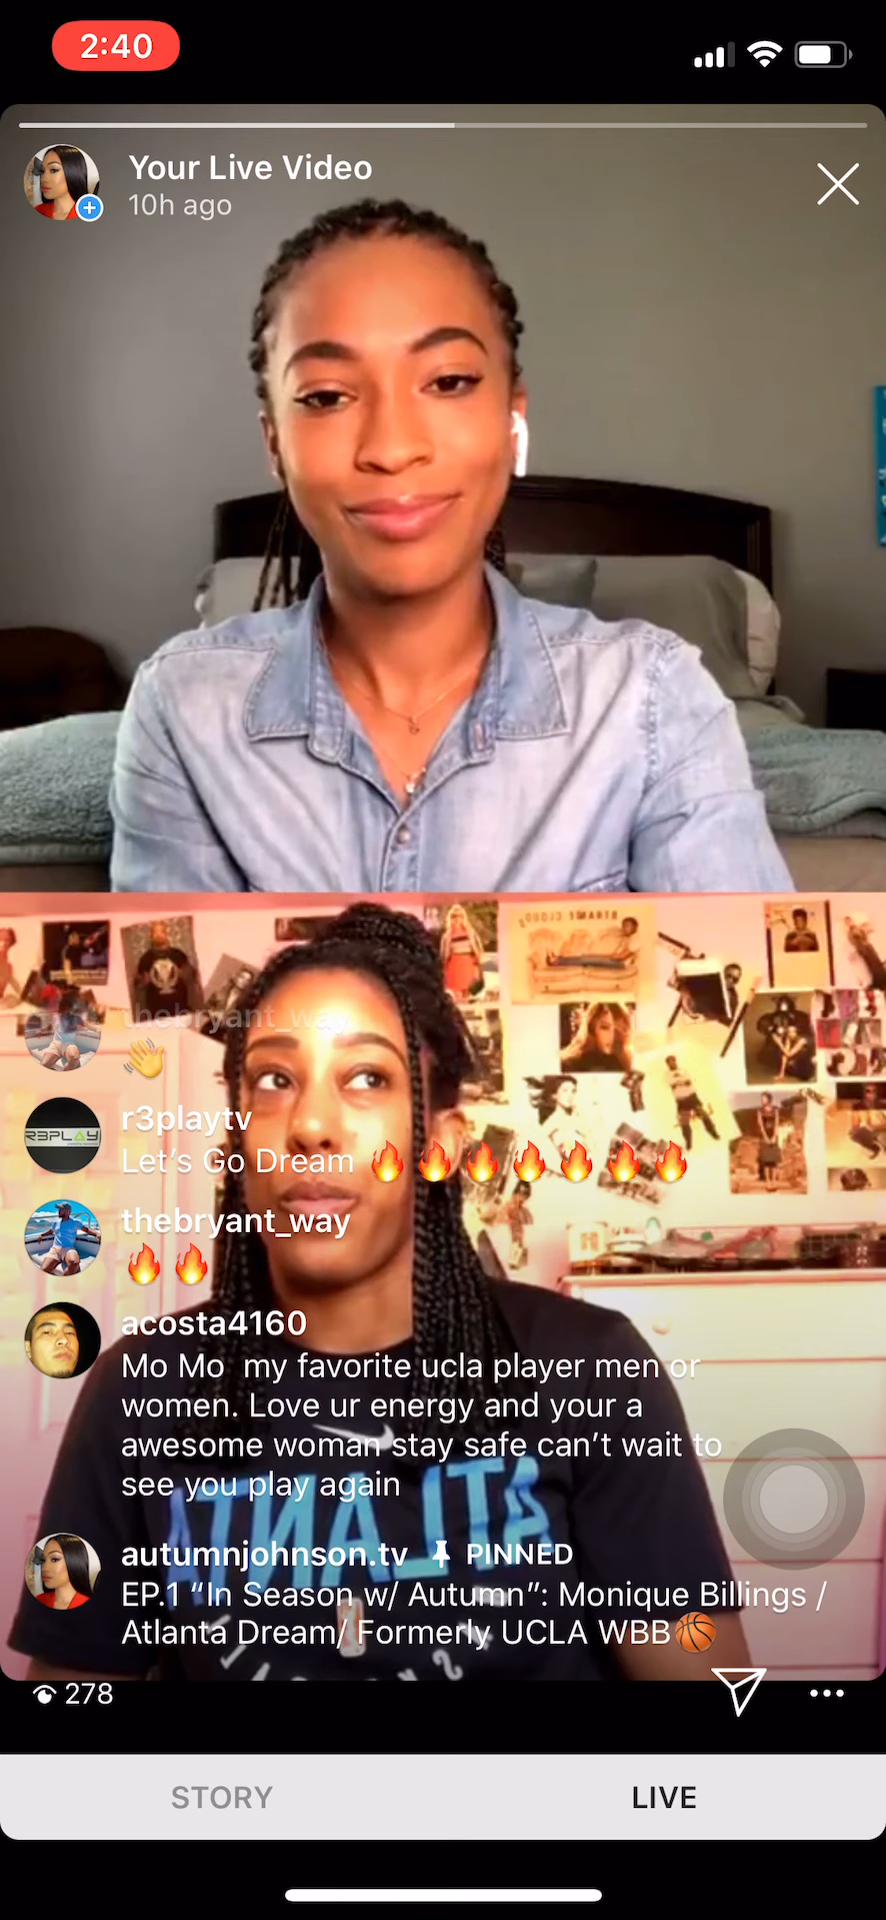 2:40
Your Live Video
10h ago
thebryant_way
👋
r3playtv
Let's Go Dream 🔥🔥🔥🔥🔥🔥🔥
thebryant_way
🔥🔥
acosta4160
Mo Mo  my favorite ucla player men or
women. Love ur energy and your a
awesome woman stay safe can't wait to
see you play again
autumnjohnson.tv PINNED
EP.1 “In Season w/ Autumn”: Monique Billings /
Atlanta Dream/ Formerly UCLA WBB🏀
ATLANTA
278
STORY
LIVE